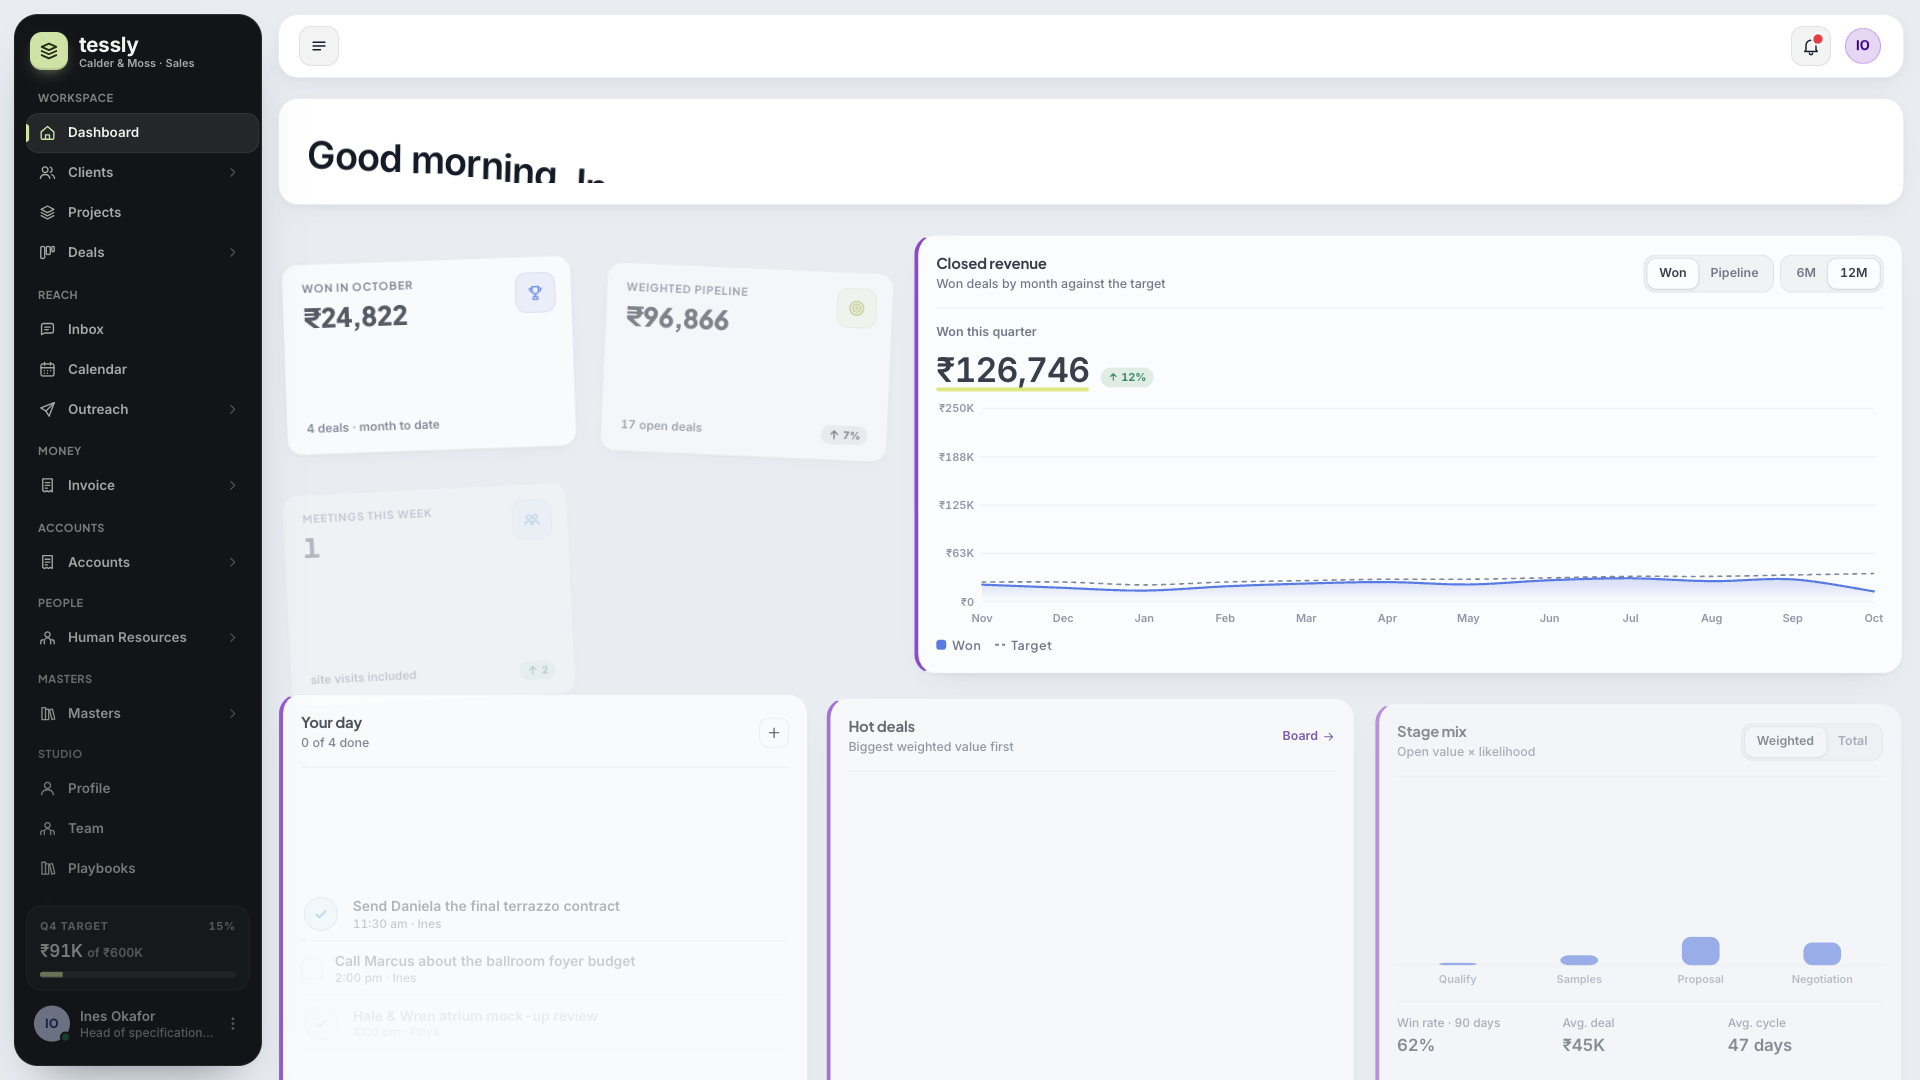 tessly
Calder & Moss · Sales
WORKSPACE
Dashboard
Clients
Projects
Deals
REACH
Inbox
Calendar
Outreach
MONEY
Invoice
ACCOUNTS
Accounts
PEOPLE
Human Resources
MASTERS
Masters
STUDIO
Profile
Team
Playbooks
Q4 TARGET 15%
₹91K of ₹600K
IO
Ines Okafor
Head of specification...
IO
Good morning
WON IN OCTOBER
₹24,822
4 deals · month to date
WEIGHTED PIPELINE
₹96,866
17 open deals
↑ 7%
MEETINGS THIS WEEK
1
site visits included
↑ 2
Closed revenue
Won deals by month against the target
Won Pipeline
6M 12M
Won this quarter
₹126,746
↑ 12%
₹250K
₹188K
₹125K
₹63K
₹0
Nov Dec Jan Feb Mar Apr May Jun Jul Aug Sep Oct
Won Target
Your day
0 of 4 done
+
Send Daniela the final terrazzo contract
11:30 am · Ines
Call Marcus about the ballroom foyer budget
2:00 pm · Ines
Hale & Wren atrium mock-up review
4:00 pm · Priya
Hot deals
Biggest weighted value first
Board →
Stage mix
Open value × likelihood
Weighted Total
Qualify Samples Proposal Negotiation
Win rate · 90 days
62%
Avg. deal
₹45K
Avg. cycle
47 days